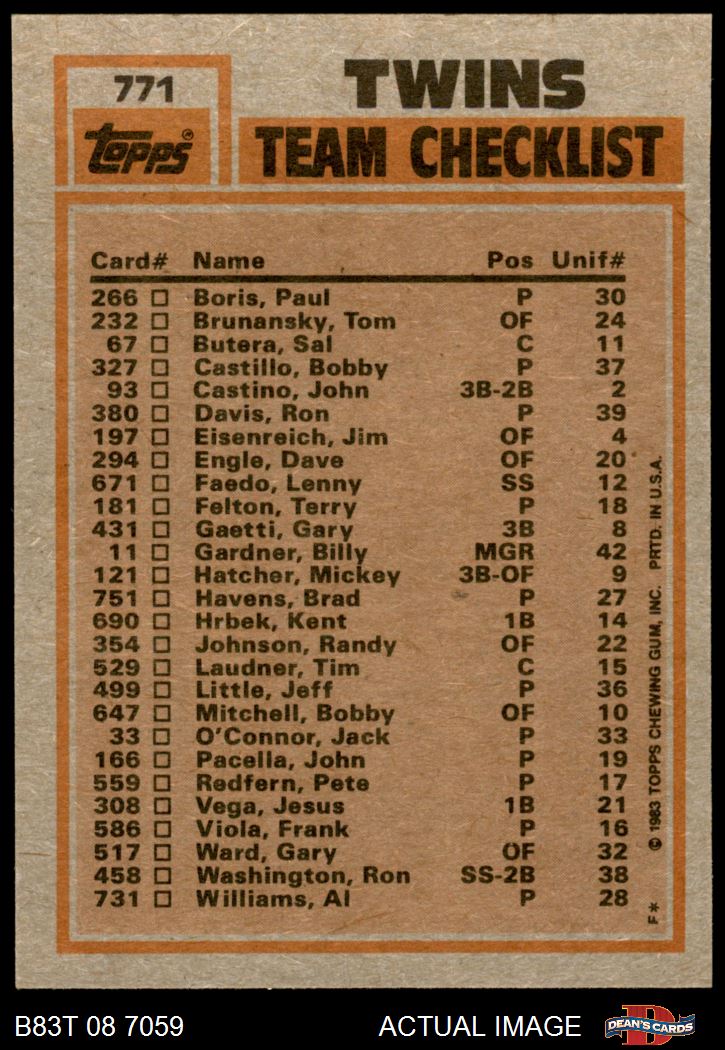 771
topps®
TWINS
TEAM CHECKLIST
Card# Name Pos Unif#
266 Boris, Paul P 30
232 Brunansky, Tom OF 24
67 Butera, Sal C 11
327 Castillo, Bobby P 37
93 Castino, John 3B-2B 2
380 Davis, Ron P 39
197 Eisenreich, Jim OF 4
294 Engle, Dave OF 20
671 Faedo, Lenny SS 12
181 Felton, Terry P 18
431 Gaetti, Gary 3B 8
11 Gardner, Billy MGR 42
121 Hatcher, Mickey 3B-OF 9
751 Havens, Brad P 27
690 Hrbek, Kent 1B 14
354 Johnson, Randy OF 22
529 Laudner, Tim C 15
499 Little, Jeff P 36
647 Mitchell, Bobby OF 10
33 O'Connor, Jack P 33
166 Pacella, John P 19
559 Redfern, Pete P 17
308 Vega, Jesus 1B 21
586 Viola, Frank P 16
517 Ward, Gary OF 32
458 Washington, Ron SS-2B 38
731 Williams, Al P 28
F* © 1983 TOPPS CHEWING GUM, INC. PRTD. IN U.S.A.
B83T 08 7059 ACTUAL IMAGE
D
DEAN'S CARDS